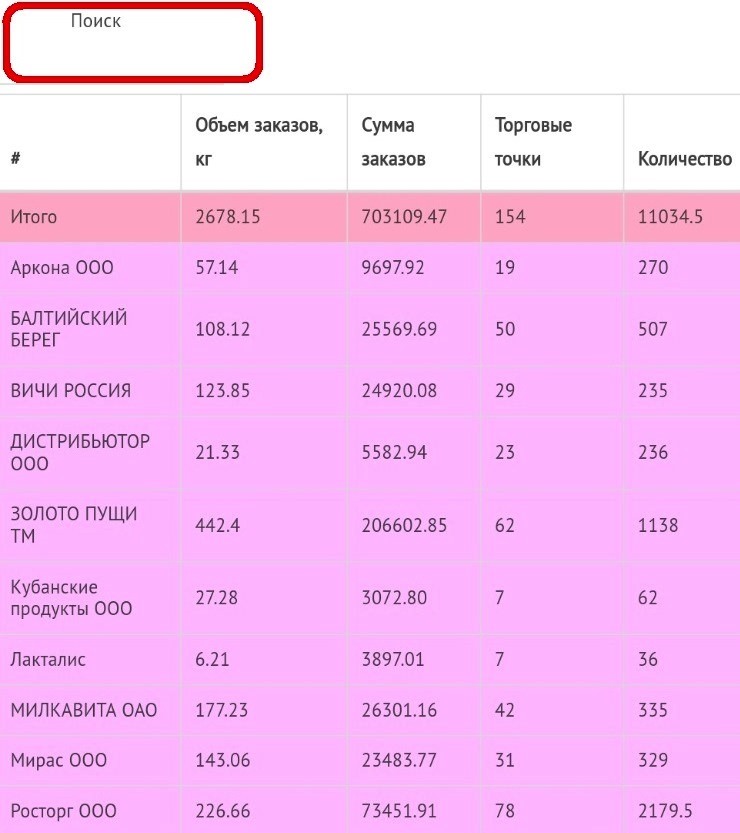 Поиск
# Объем заказов, кг Сумма заказов Торговые точки Количество
Итого 2678.15 703109.47 154 11034.5
Аркона ООО 57.14 9697.92 19 270
БАЛТИЙСКИЙ БЕРЕГ 108.12 25569.69 50 507
ВИЧИ РОССИЯ 123.85 24920.08 29 235
ДИСТРИБЬЮТОР ООО 21.33 5582.94 23 236
ЗОЛОТО ПУЩИ ТМ 442.4 206602.85 62 1138
Кубанские продукты ООО 27.28 3072.80 7 62
Лакталис 6.21 3897.01 7 36
МИЛКАВИТА ОАО 177.23 26301.16 42 335
Мирас ООО 143.06 23483.77 31 329
Росторг ООО 226.66 73451.91 78 2179.5